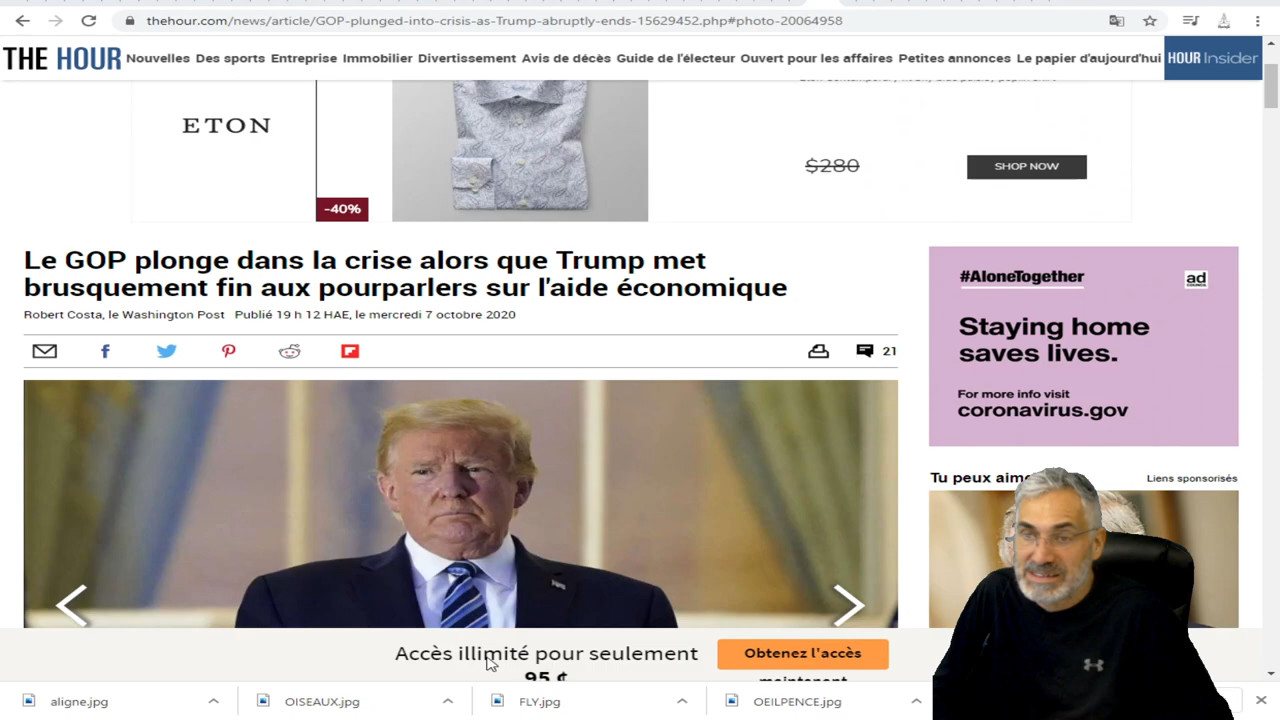 thehour.com/news/article/GOP-plunged-into-crisis-as-Trump-abruptly-ends-15629452.php#photo-20064958
THE HOUR Nouvelles Des sports Entreprise Immobilier Divertissement Avis de décès Guide de l'électeur Ouvert pour les affaires Petites annonces Le papier d'aujourd'hui HOUR Insider
ETON
$280
SHOP NOW
-40%
Le GOP plonge dans la crise alors que Trump met
brusquement fin aux pourparlers sur l'aide économique
Robert Costa, le Washington Post Publié 19 h 12 HAE, le mercredi 7 octobre 2020
21
#AloneTogether
ad
COUNCIL
Staying home
saves lives.
For more info visit
coronavirus.gov
Tu peux aime
Liens sponsorisés
Accès illimité pour seulement
95 ¢
Obtenez l'accès
maintenant
aligne.jpg
OISEAUX.jpg
FLY.jpg
OEILPENCE.jpg